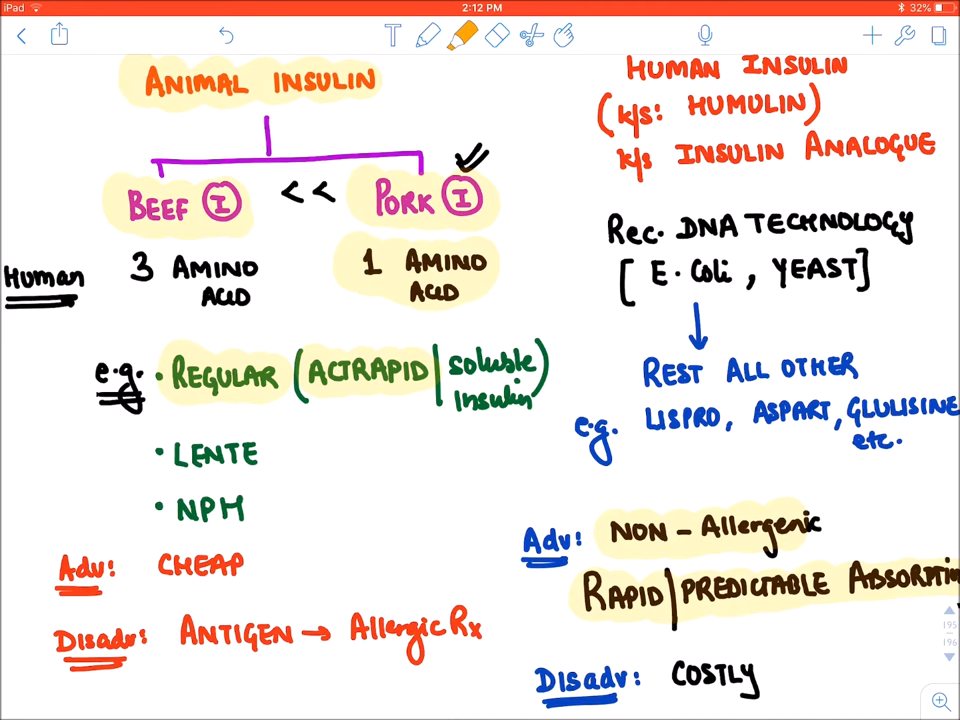 iPad
2:12 PM
32%
T
ANIMAL INSULIN
BEEF I << PORK I
Human 3 AMINO ACID 1 AMINO ACID
e.g. • REGULAR (ACTRAPID | soluble insulin)
• LENTE
• NPH
Adv: CHEAP
Disadv: ANTIGEN → Allergic Rx
HUMAN INSULIN
(k/s: HUMULIN)
k/s INSULIN ANALOGUE
Rec. DNA TECHNOLOGY
[E. Coli, YEAST]
REST ALL OTHER
e.g. LISPRO, ASPART, GLULISINE
etc.
Adv: NON - Allergenic
RAPID | PREDICTABLE ABSORPTION
Disadv: COSTLY
195
196